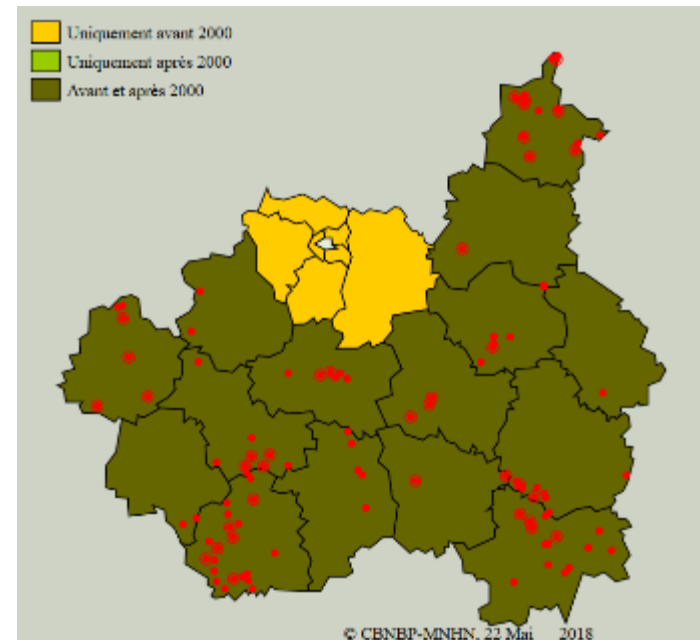 Uniquement avant 2000
Uniquement après 2000
Avant et après 2000
© CBNBP-MNHN, 22 Mai 2018